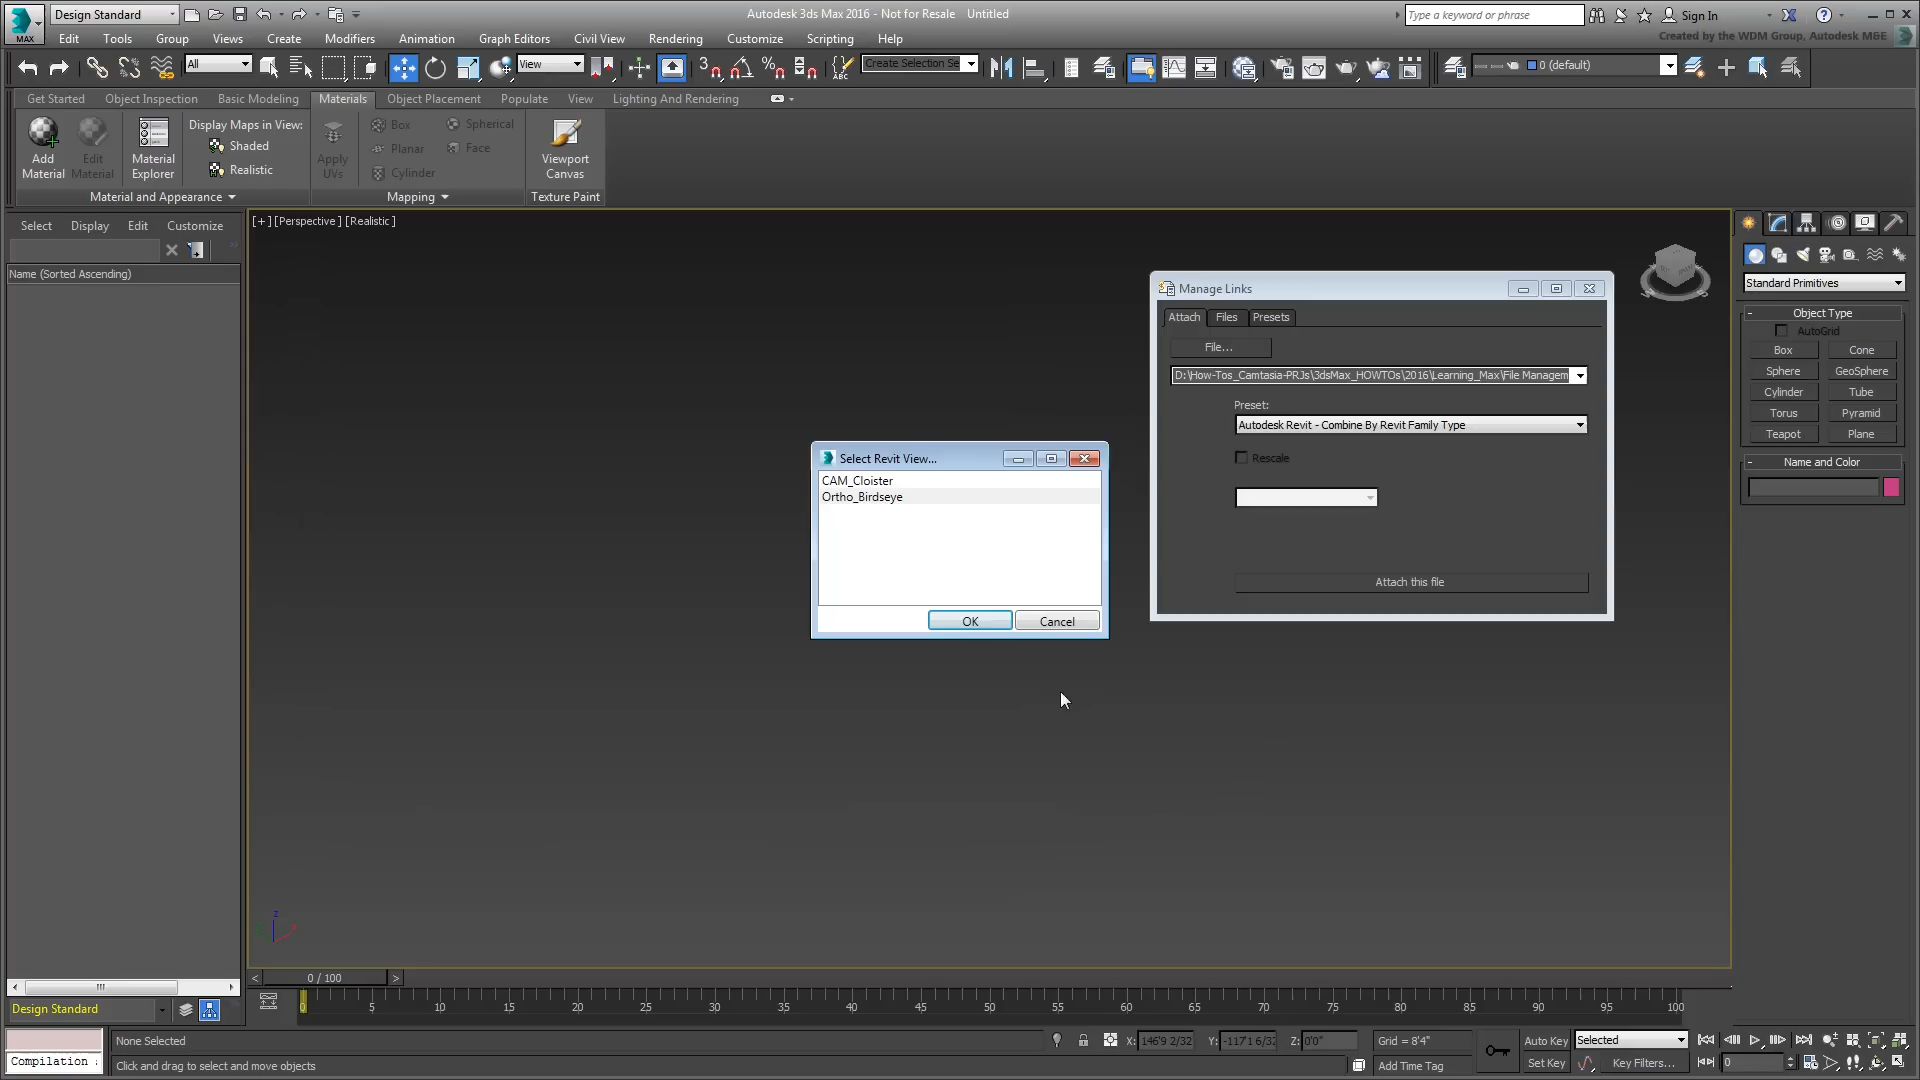 Design Standard
Autodesk 3ds Max 2016 - Not for Resale Untitled
Type a keyword or phrase
Sign In
MAX
Edit Tools Group Views Create Modifiers Animation Graph Editors Civil View Rendering Customize Scripting Help
Created by the WDM Group, Autodesk M&E
All
View
3
ABC
Create Selection Se
0 (default)
Get Started Object Inspection Basic Modeling Materials Object Placement Populate View Lighting And Rendering
Add Material
Edit Material
Material Explorer
Display Maps in View:
Shaded
Realistic
Apply UVs
Box
Planar
Cylinder
Spherical
Face
Viewport Canvas
Material and Appearance
Mapping
Texture Paint
Select Display Edit Customize
Name (Sorted Ascending)
[+] [Perspective ] [Realistic ]
Manage Links
Attach Files Presets
File...
D:\How-Tos_Camtasia-PRJs\3dsMax_HOWTOs\2016\Learning_Max\File Managem
Preset:
Autodesk Revit - Combine By Revit Family Type
Rescale
Attach this file
Select Revit View...
CAM_Cloister
Ortho_Birdseye
OK Cancel
Standard Primitives
- Object Type
AutoGrid
Box Cone
Sphere GeoSphere
Cylinder Tube
Torus Pyramid
Teapot Plane
- Name and Color
z
< 0 / 100 >
Design Standard
0 5 10 15 20 25 30 35 40 45 50 55 60 65 70 75 80 85 90 95 100
None Selected
X: 146'9 2/32 Y: -117'1 6/32 Z: 0'0" Grid = 8'4"
Auto Key Selected
Compilation
Click and drag to select and move objects
Add Time Tag
Set Key
Key Filters...
0